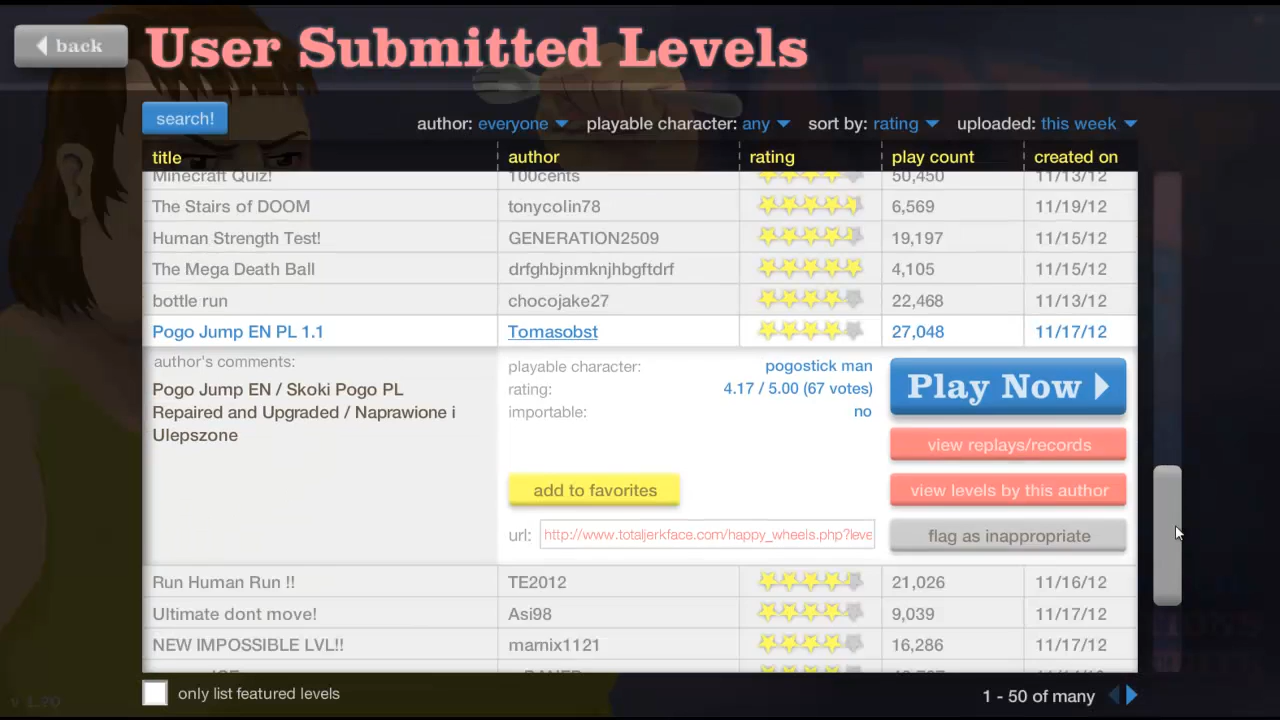 back
User Submitted Levels
search!
author: everyone playable character: any sort by: rating uploaded: this week
title author rating play count created on
Minecraft Quiz! 100cents 50,450 11/13/12
The Stairs of DOOM tonycolin78 6,569 11/19/12
Human Strength Test! GENERATION2509 19,197 11/15/12
The Mega Death Ball drfghbjnmknjhbgftdrf 4,105 11/15/12
bottle run chocojake27 22,468 11/13/12
Pogo Jump EN PL 1.1 Tomasobst 27,048 11/17/12
author's comments:
Pogo Jump EN / Skoki Pogo PL
Repaired and Upgraded / Naprawione i
Ulepszone
playable character: pogostick man
rating: 4.17 / 5.00 (67 votes)
importable: no
add to favorites
url: http://www.totaljerkface.com/happy_wheels.php?leve
Play Now
view replays/records
view levels by this author
flag as inappropriate
Run Human Run !! TE2012 21,026 11/16/12
Ultimate dont move! Asi98 9,039 11/17/12
NEW IMPOSSIBLE LVL!! mamix1121 16,286 11/17/12
only list featured levels
1 - 50 of many
v 1.20